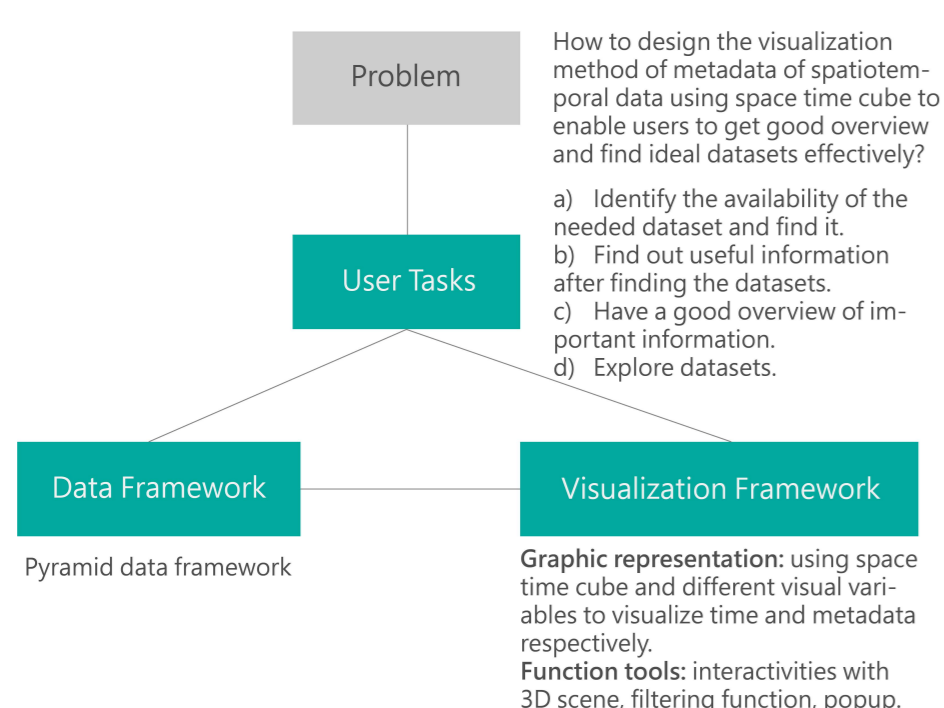 Problem
How to design the visualization
method of metadata of spatiotem-
poral data using space time cube to
enable users to get good overview
and find ideal datasets effectively?
User Tasks
a) Identify the availability of the
needed dataset and find it.
b) Find out useful information
after finding the datasets.
c) Have a good overview of im-
portant information.
d) Explore datasets.
Data Framework
Pyramid data framework
Visualization Framework
Graphic representation: using space
time cube and different visual vari-
ables to visualize time and metadata
respectively.
Function tools: interactivities with
3D scene, filtering function, popup.